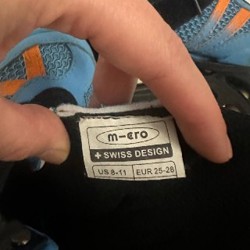 m-cro
+ SWISS DESIGN
US 8-11 EUR 25-28